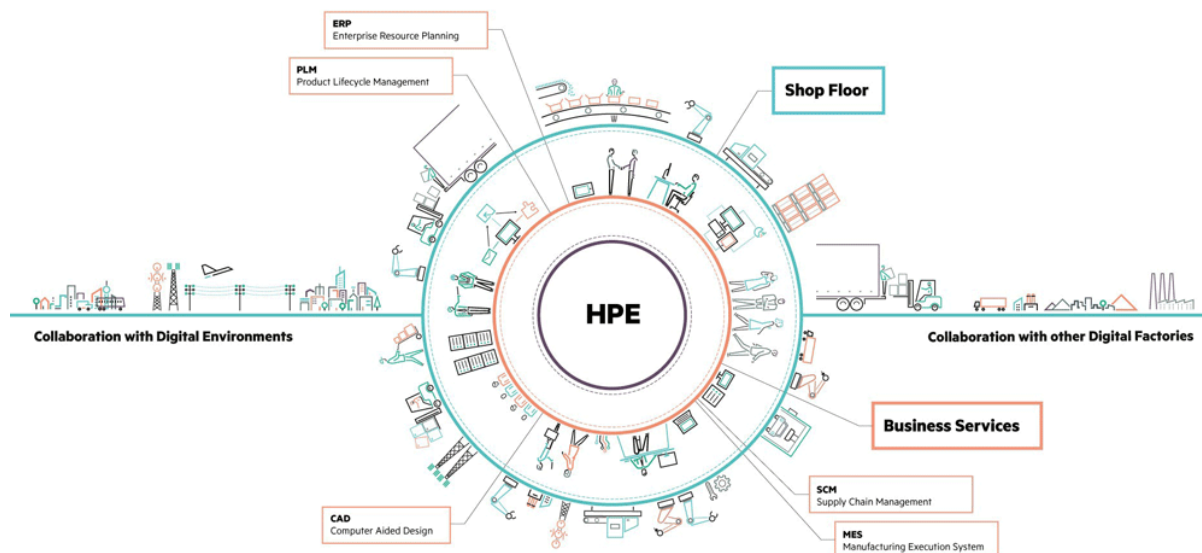 ERP
Enterprise Resource Planning
PLM
Product Lifecycle Management
Shop Floor
HPE
Collaboration with Digital Environments
Collaboration with other Digital Factories
Business Services
SCM
Supply Chain Management
CAD
Computer Aided Design
MES
Manufacturing Execution System